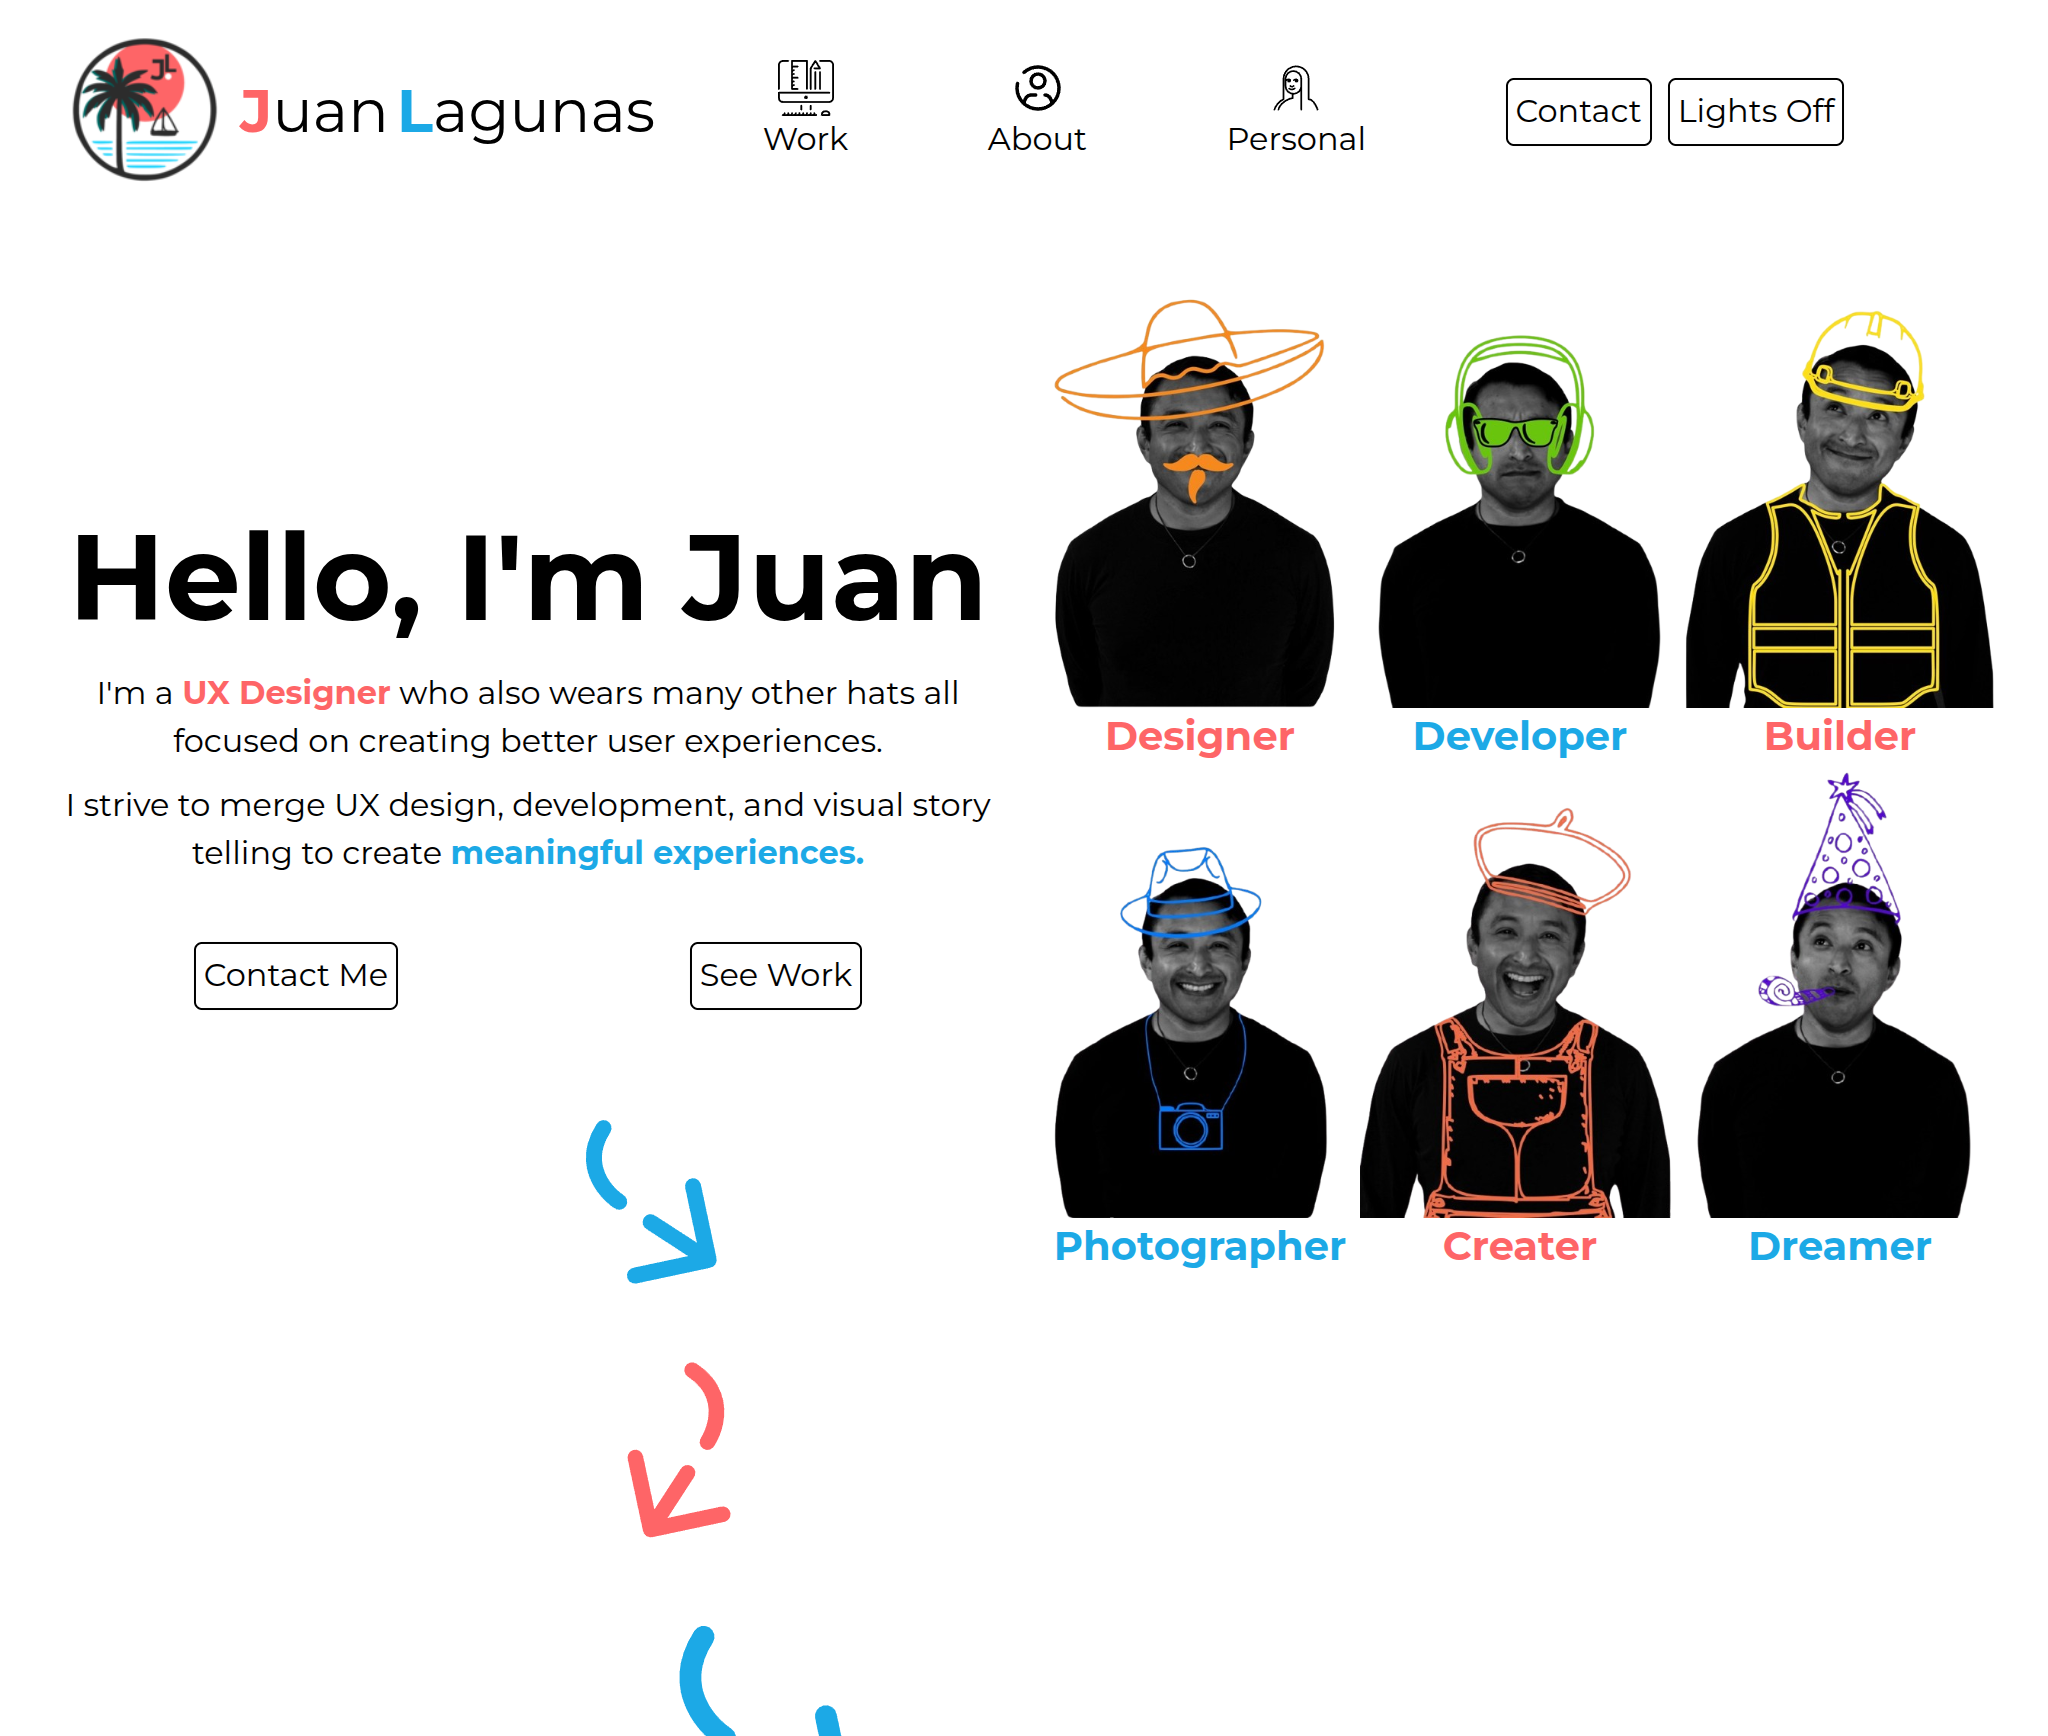 JL
Juan Lagunas
Work
About
Personal
Contact
Lights Off
Hello, I'm Juan
I'm a UX Designer who also wears many other hats all
focused on creating better user experiences.
I strive to merge UX design, development, and visual story
telling to create meaningful experiences.
Contact Me
See Work
Designer
Developer
Builder
Photographer
Creater
Dreamer